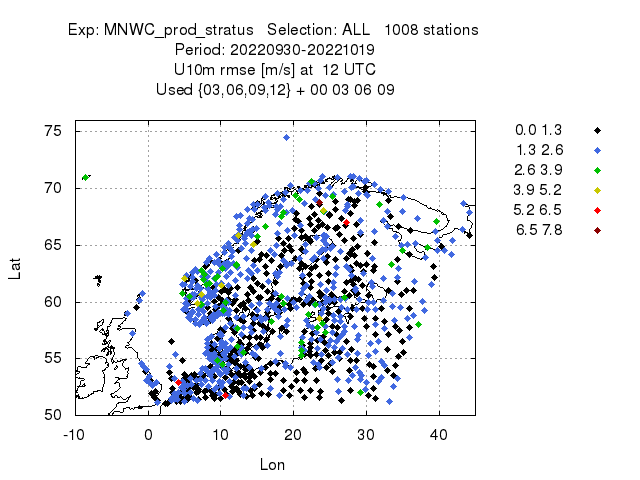 Exp: MNWC_prod_stratus   Selection: ALL   1008 stations
Period: 20220930-20221019
U10m rmse [m/s] at  12 UTC
Used {03,06,09,12} + 00 03 06 09
75
70
65
60
55
50
Lat
-10 0 10 20 30 40
Lon
0.0 1.3
1.3 2.6
2.6 3.9
3.9 5.2
5.2 6.5
6.5 7.8